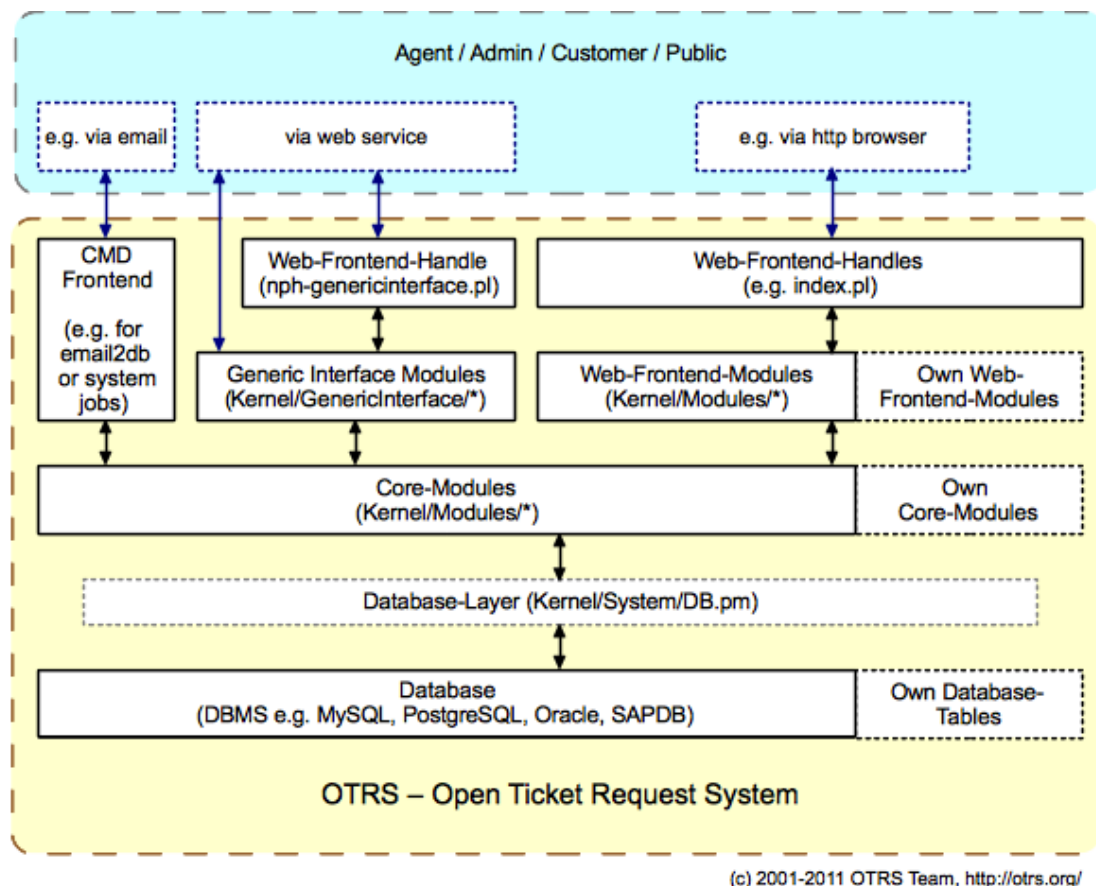 Agent / Admin / Customer / Public
e.g. via email
via web service
e.g. via http browser
CMD
Frontend
(e.g. for
email2db
or system
jobs)
Web-Frontend-Handle
(nph-genericinterface.pl)
Web-Frontend-Handles
(e.g. index.pl)
Generic Interface Modules
(Kernel/GenericInterface/*)
Web-Frontend-Modules
(Kernel/Modules/*)
Own Web-
Frontend-Modules
Core-Modules
(Kernel/Modules/*)
Own
Core-Modules
Database-Layer (Kernel/System/DB.pm)
Database
(DBMS e.g. MySQL, PostgreSQL, Oracle, SAPDB)
Own Database-
Tables
OTRS – Open Ticket Request System
(c) 2001-2011 OTRS Team, http://otrs.org/